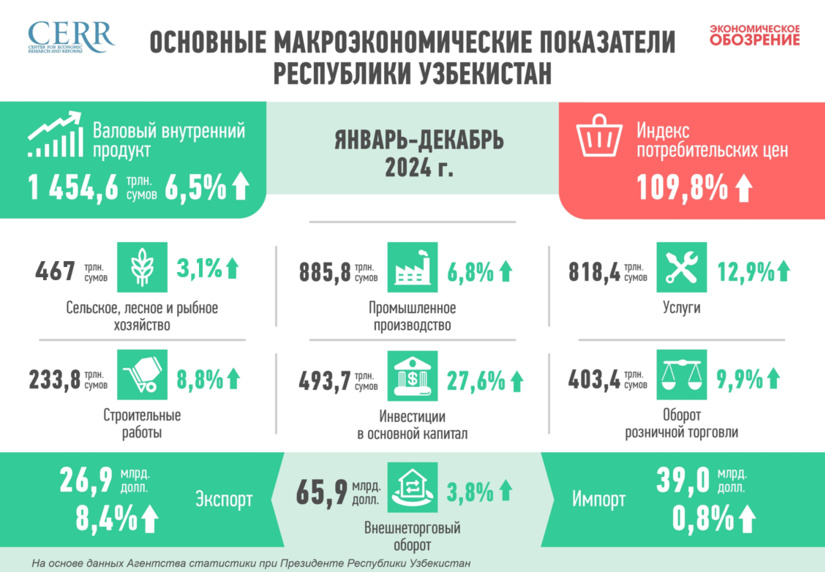 CERR
CENTER FOR ECONOMIC
RESEARCH AND REFORMS
ОСНОВНЫЕ МАКРОЭКОНОМИЧЕСКИЕ ПОКАЗАТЕЛИ
РЕСПУБЛИКИ УЗБЕКИСТАН
ЭКОНОМИЧЕСКОЕ
ОБОЗРЕНИЕ
Валовый внутренний
продукт
1 454,6 трлн. сумов 6,5%
ЯНВАРЬ-ДЕКАБРЬ
2024 г.
Индекс
потребительских цен
109,8%
467 трлн. сумов 3,1%
Сельское, лесное и рыбное
хозяйство
885,8 трлн. сумов 6,8%
Промышленное
производство
818,4 трлн. сумов 12,9%
Услуги
233,8 трлн. сумов 8,8%
Строительные
работы
493,7 трлн. сумов $ 27,6%
Инвестиции
в основной капитал
403,4 трлн. сумов 9,9%
Оборот
розничной торговли
26,9 млрд. долл.
8,4%
Экспорт
65,9 млрд. долл. 3,8%
Внешнеторговый
оборот
Импорт
39,0 млрд. долл.
0,8%
На основе данных Агентства статистики при Президенте Республики Узбекистан